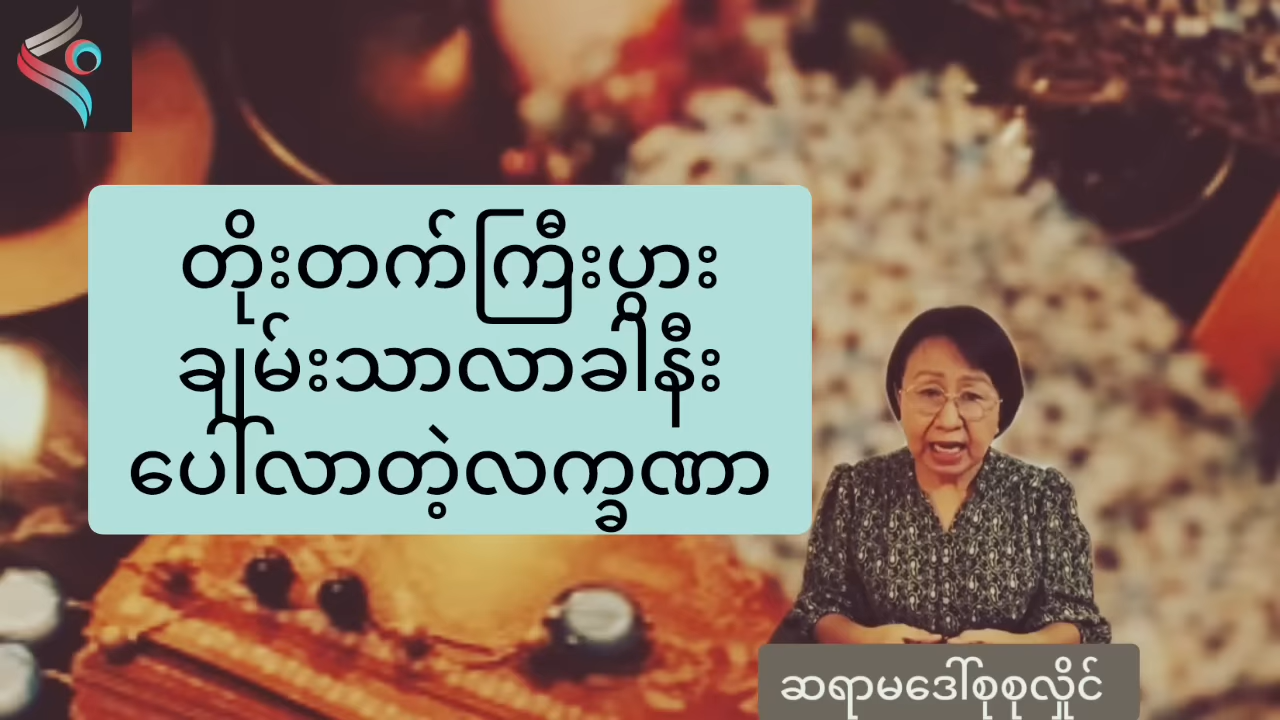 တိုးတက်ကြီးပွား
ချမ်းသာလာခါနီး
ပေါ်လာတဲ့လက္ခဏာ
ဆရာမဒေါ်စုစုလှိုင်